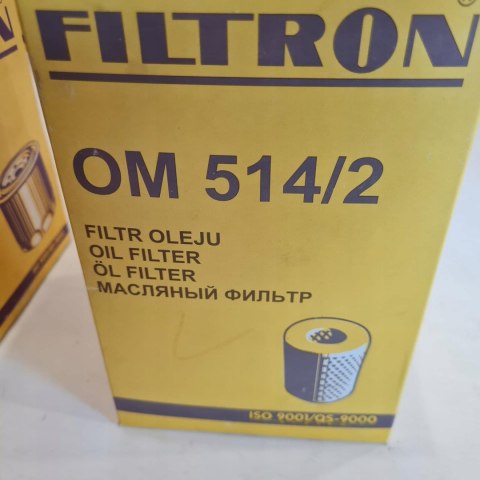 FILTRON®
OM 514/2
FILTR OLEJU
OIL FILTER
ÖL FILTER
МАСЛЯНЫЙ ФИЛЬТР
ISO 9001/QS-9000